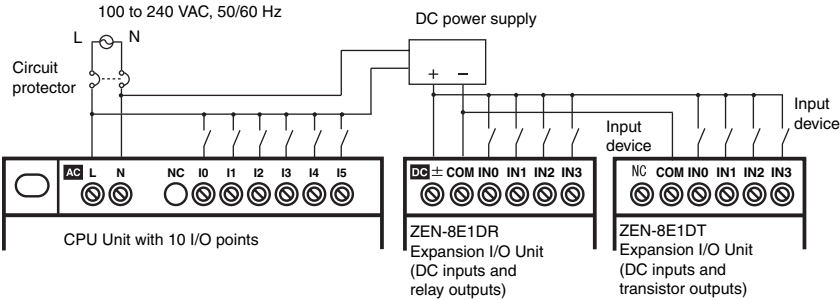 100 to 240 VAC, 50/60 Hz
L N
DC power supply
Circuit
protector
+ −
Input
device
Input
device
AC L N NC I0 I1 I2 I3 I4 I5
DC ± COM IN0 IN1 IN2 IN3
NC COM IN0 IN1 IN2 IN3
CPU Unit with 10 I/O points
ZEN-8E1DR
Expansion I/O Unit
(DC inputs and
relay outputs)
ZEN-8E1DT
Expansion I/O Unit
(DC inputs and
transistor outputs)